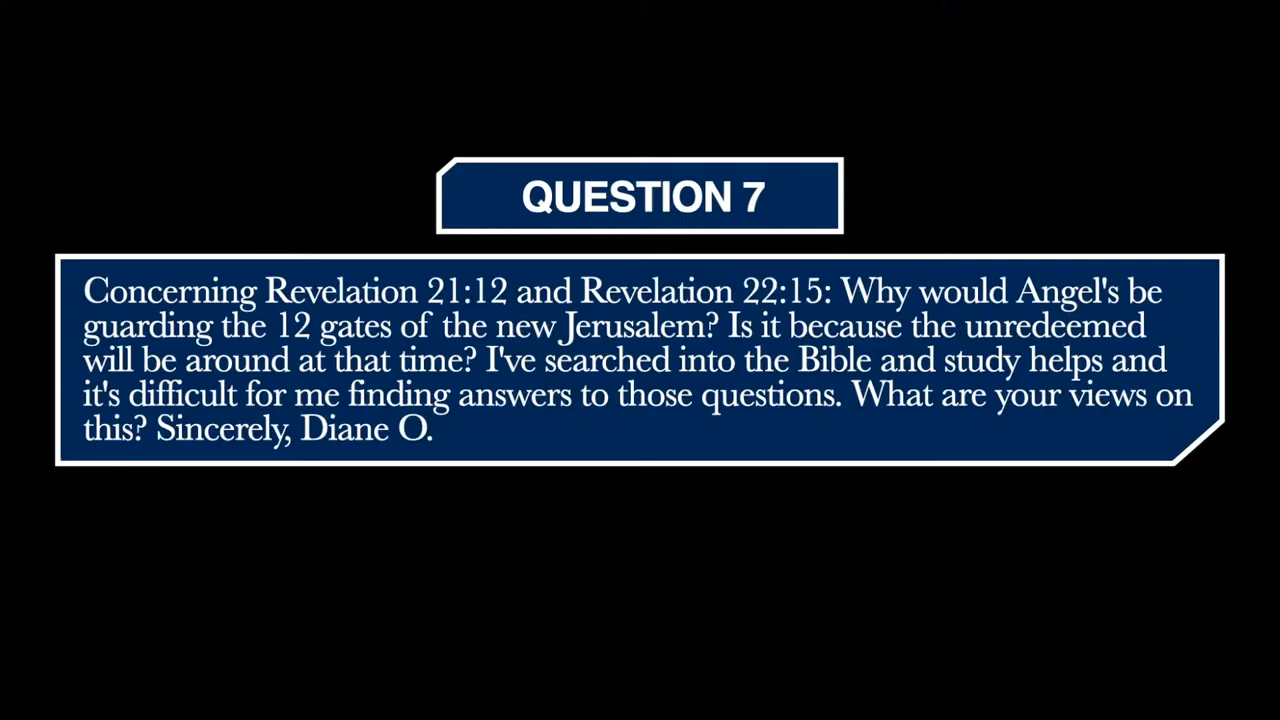 QUESTION 7
Concerning Revelation 21:12 and Revelation 22:15: Why would Angel's be
guarding the 12 gates of the new Jerusalem? Is it because the unredeemed
will be around at that time? I've searched into the Bible and study helps and
it's difficult for me finding answers to those questions. What are your views on
this? Sincerely, Diane O.